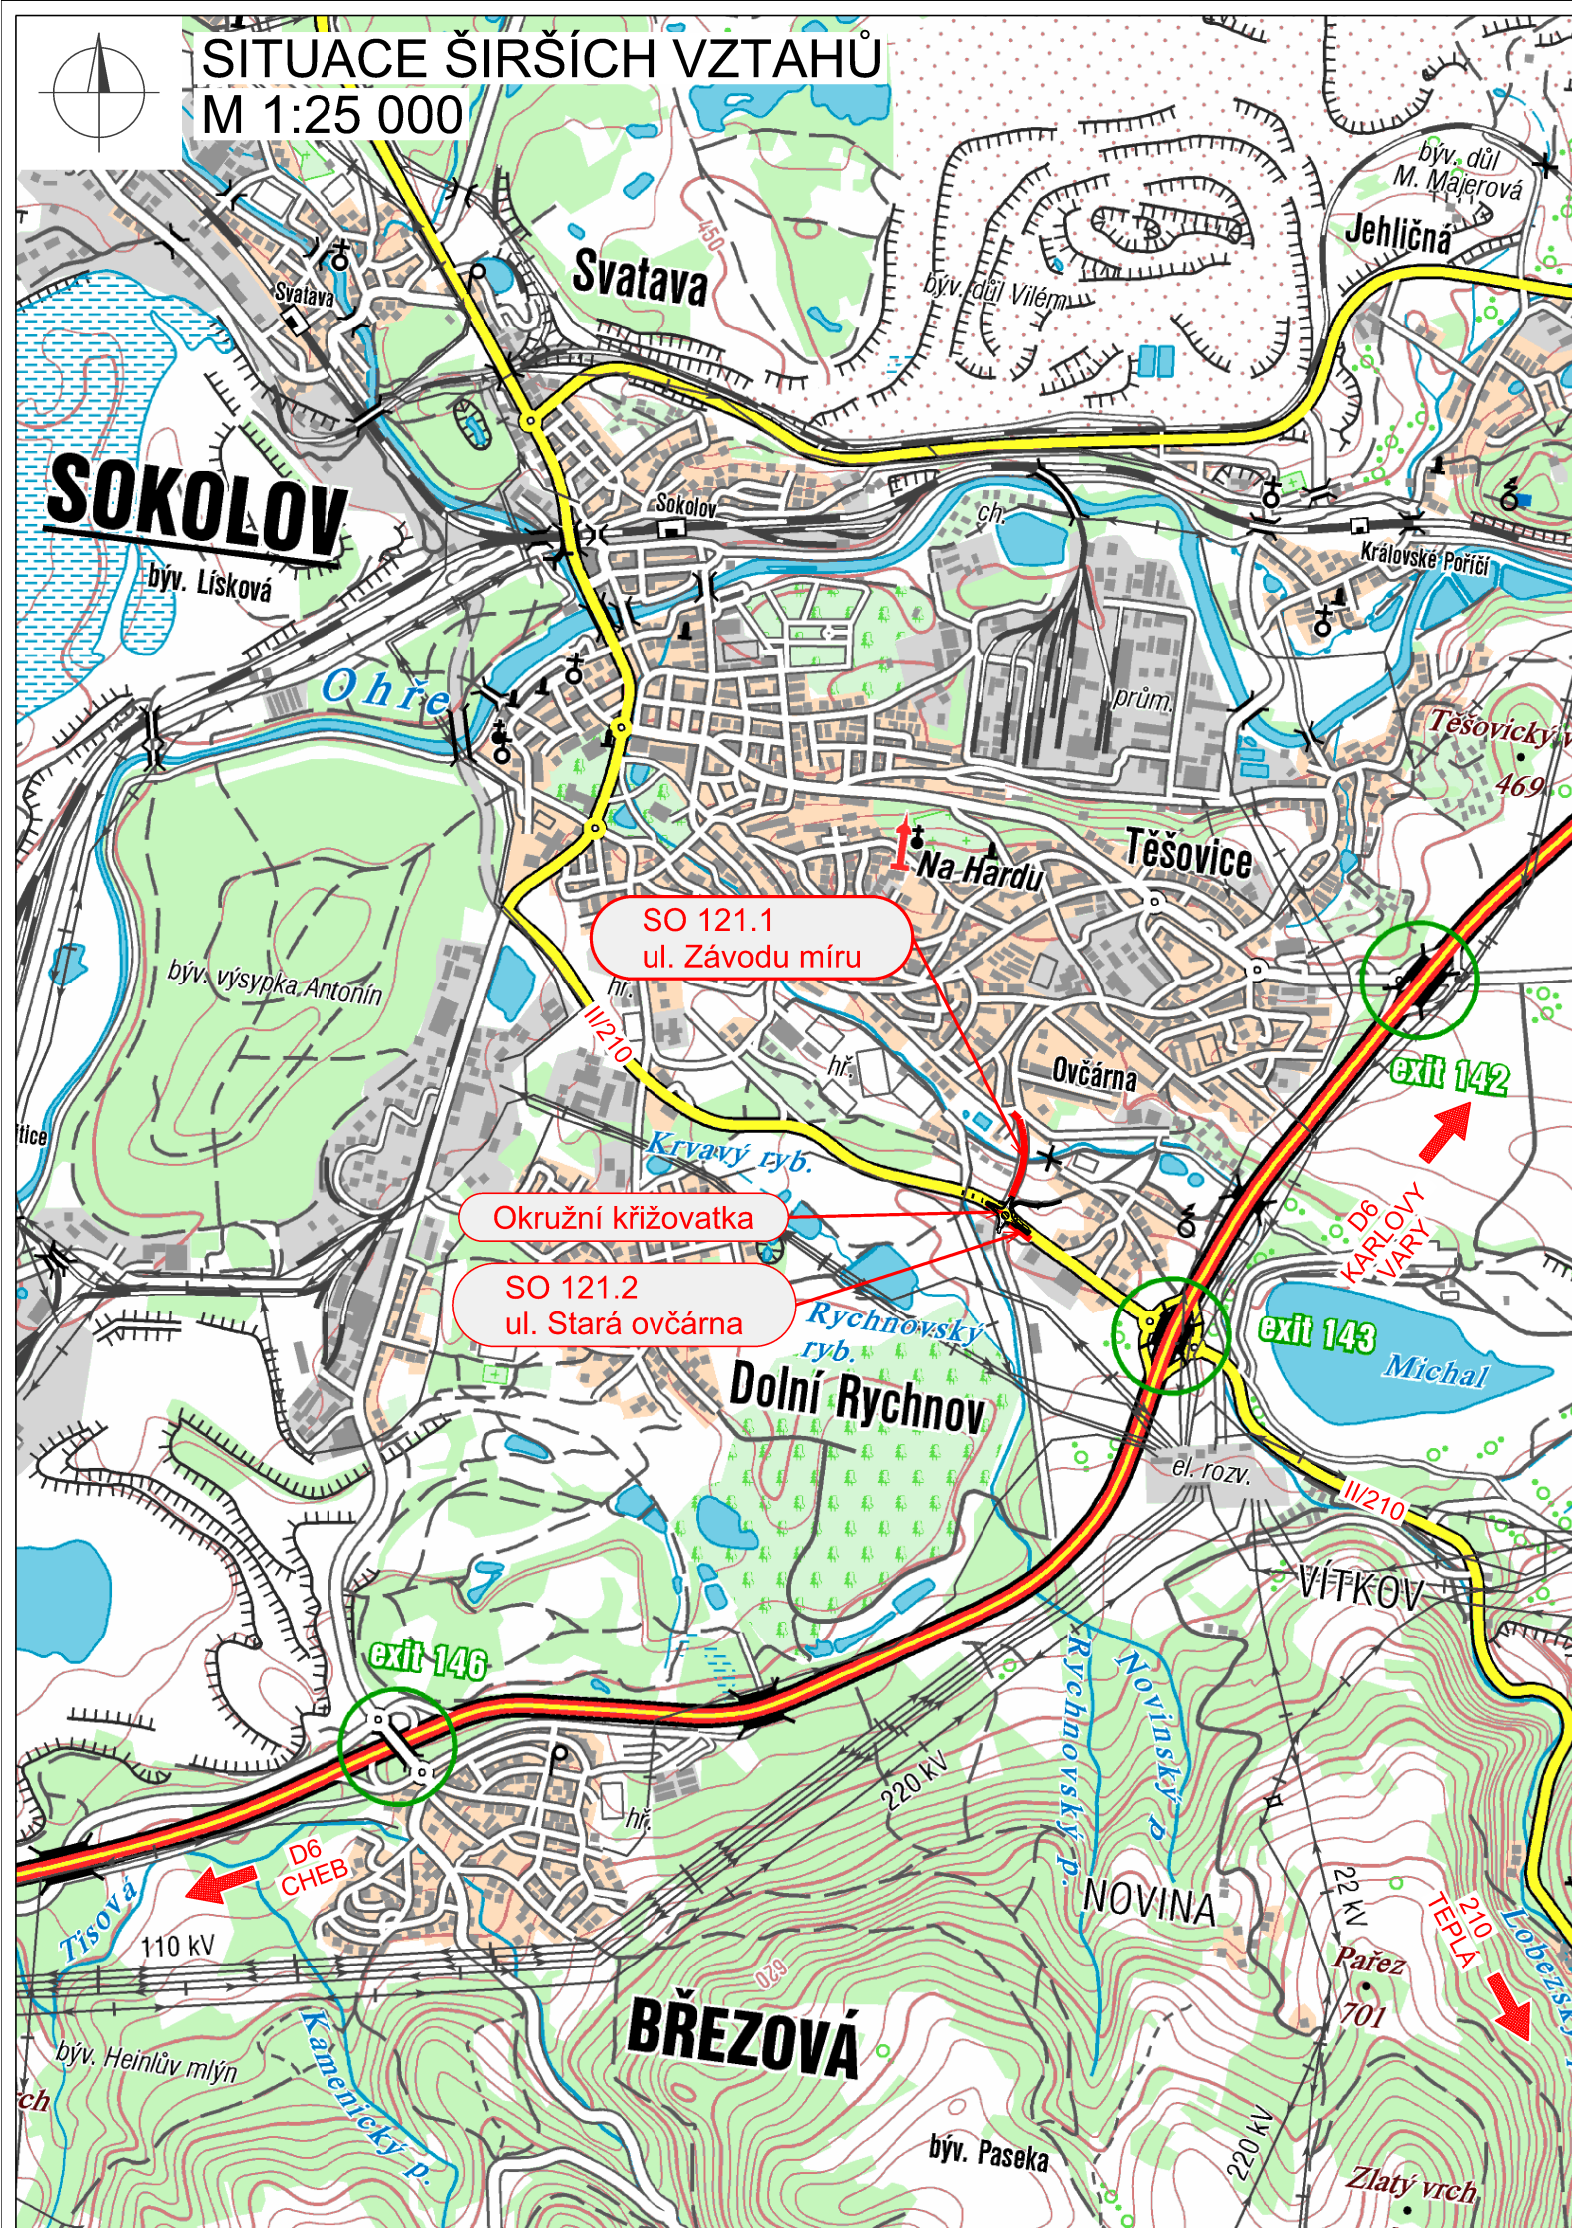 SITUACE ŠIRŠÍCH VZTAHŮ
M 1:25 000
býv. důl
M. Majerová
Jehličná
450
Svatava
býv. důl Vilém
Svatava
SOKOLOV
Sokolov
ch.
Královské Poříčí
býv. Lísková
Ohře
prům.
Těšovický v
469
Těšovice
Na Hardu
SO 121.1
ul. Závodu míru
býv. výsypka Antonín
hř.
II/210
hř.
Ovčárna
exit 142
itice
Krvavý ryb.
D6
KARLOVY
VARY
Okružní křižovatka
SO 121.2
ul. Stará ovčárna
Rychnovský
ryb.
exit 143
Michal
Dolní Rychnov
el. rozv.
II/210
VÍTKOV
exit 146
Rychnovský p.
Novinský p
220 kV
hř.
D6
CHEB
Tisová
110 kV
NOVINA
22 kV
210
TEPLÁ
Lobezský
Pařez
701
620
BŘEZOVÁ
býv. Heinlův mlýn
Kamenický p.
rch
býv. Paseka
220 kV
Zlatý vrch